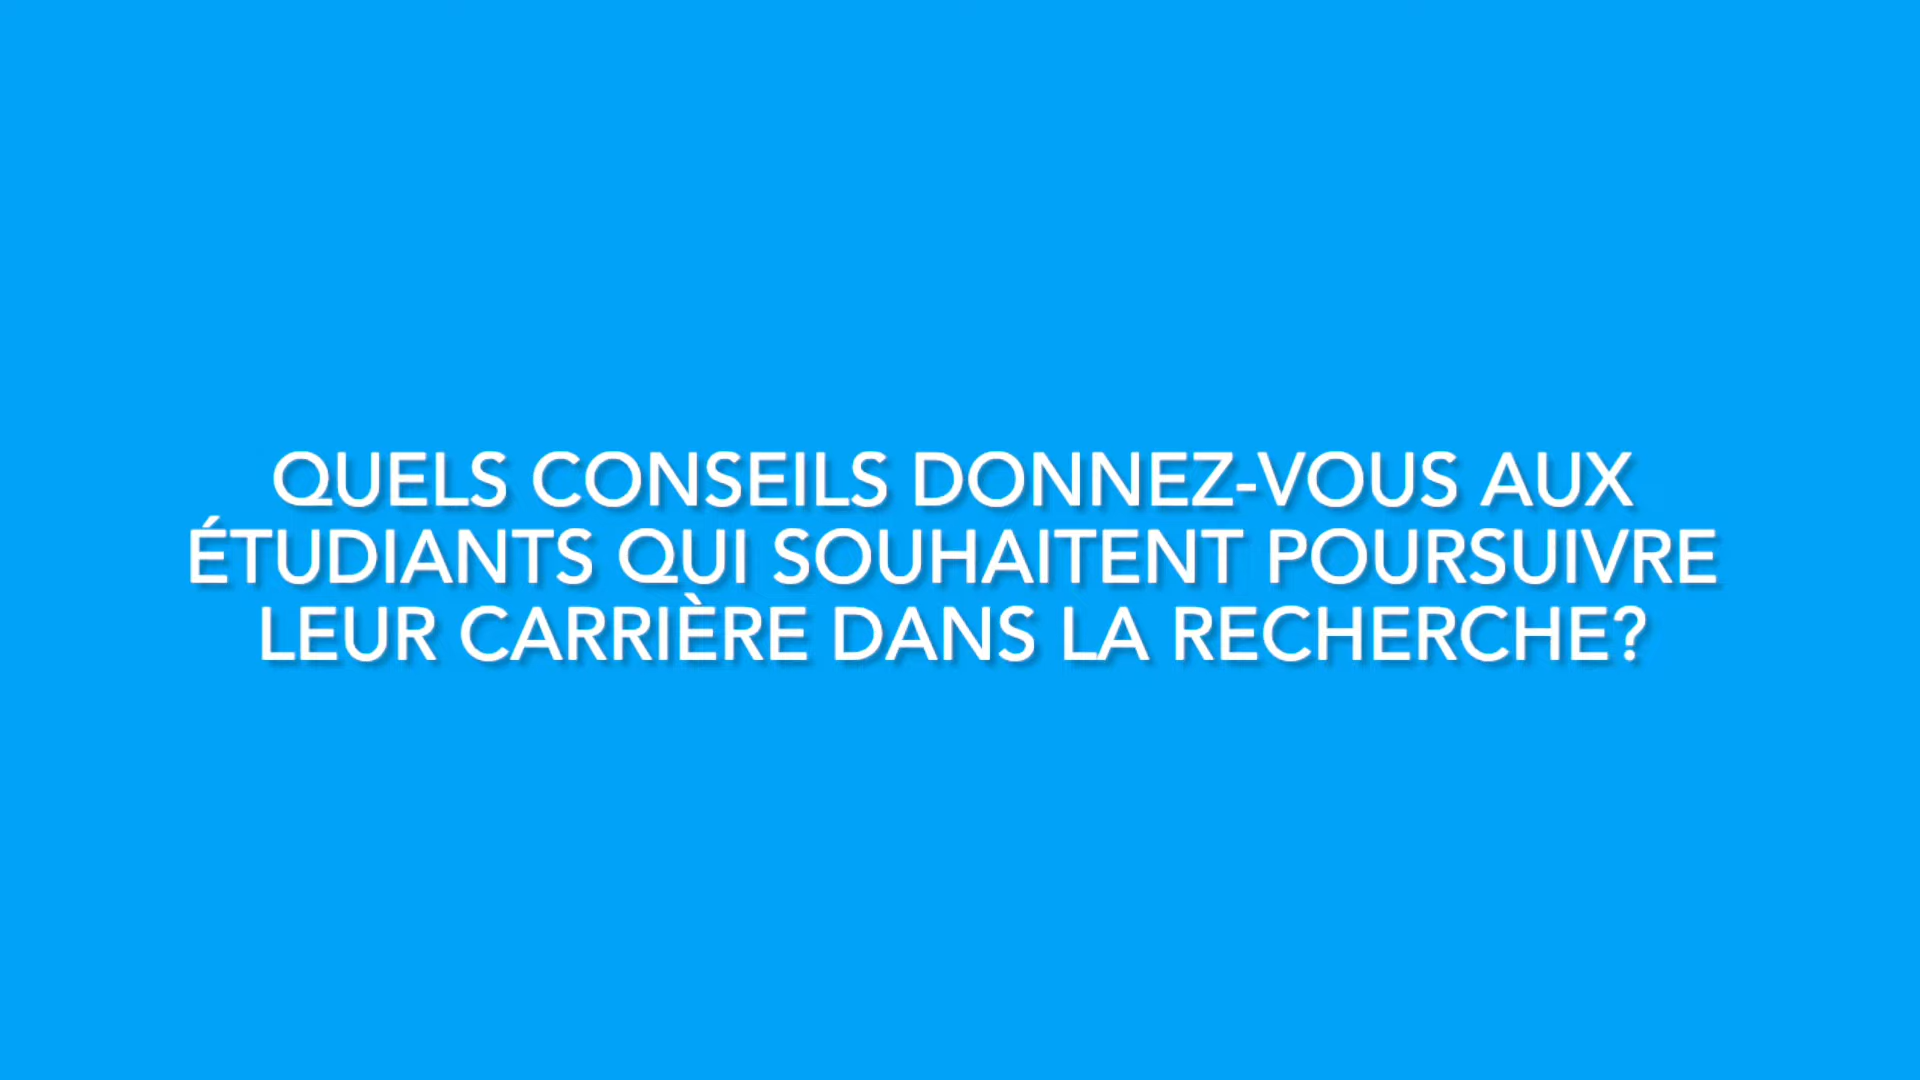 QUELS CONSEILS DONNEZ-VOUS AUX
ÉTUDIANTS QUI SOUHAITENT POURSUIVRE
LEUR CARRIÈRE DANS LA RECHERCHE?